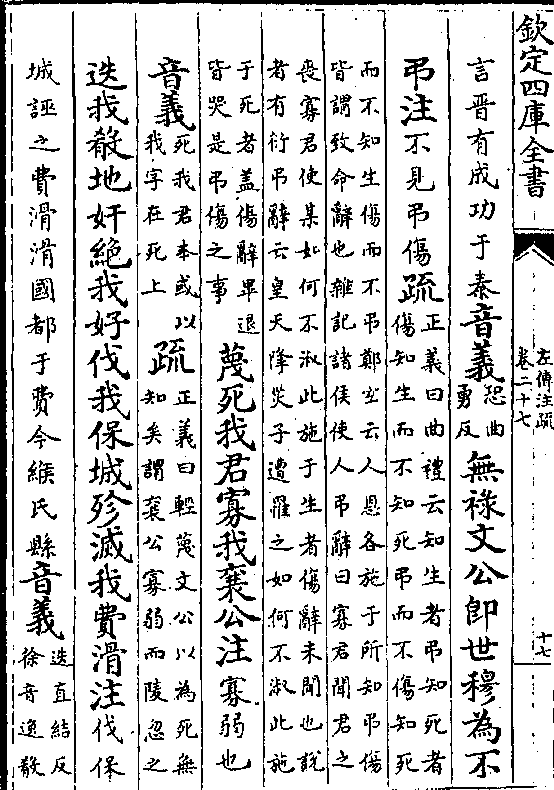 欽定四庫全書
左傳注疏
卷二十七
十七
言晉有成功于秦音義恐曲勇反無祿文公即世穆為不
弔注不見弔傷疏正義曰曲禮云知生者弔知死者
傷知生而不知死弔而不傷知死
而不知生傷而不弔鄭𤣥云人恩各施于所知弔傷
皆謂致命辭也雜記諸侯使人弔辭曰寡君聞君之
喪寡君使某如何不淑此施于生者傷辭未聞也說
者有衍弔辭云皇天降災子遭罹之如何不淑此施
于死者盖傷辭畢退
皆哭是弔傷之事
蔑死我君寡我襄公注寡弱也
音義死我君本或以
我字在死上
疏正義曰輕蔑文公以為死無
知矣謂襄公寡弱而陵忽之
迭我殽地奸絕我好伐我保城殄滅我費滑注伐保
城誣之費滑滑國都于費今緱氏縣音義迭直結反
徐音逸殽